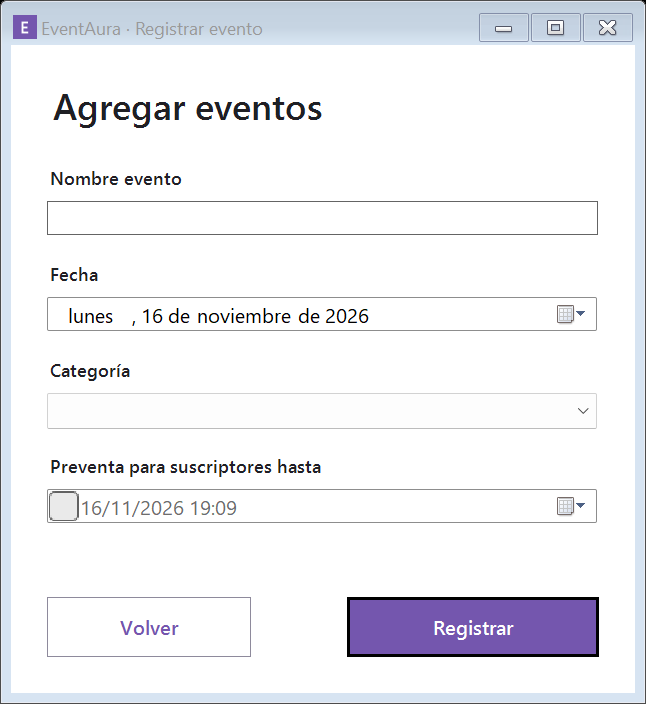 E EventAura · Registrar evento
Agregar eventos
Nombre evento
Fecha
lunes , 16 de noviembre de 2026
Categoría
Preventa para suscriptores hasta
16/11/2026 19:09
Volver
Registrar